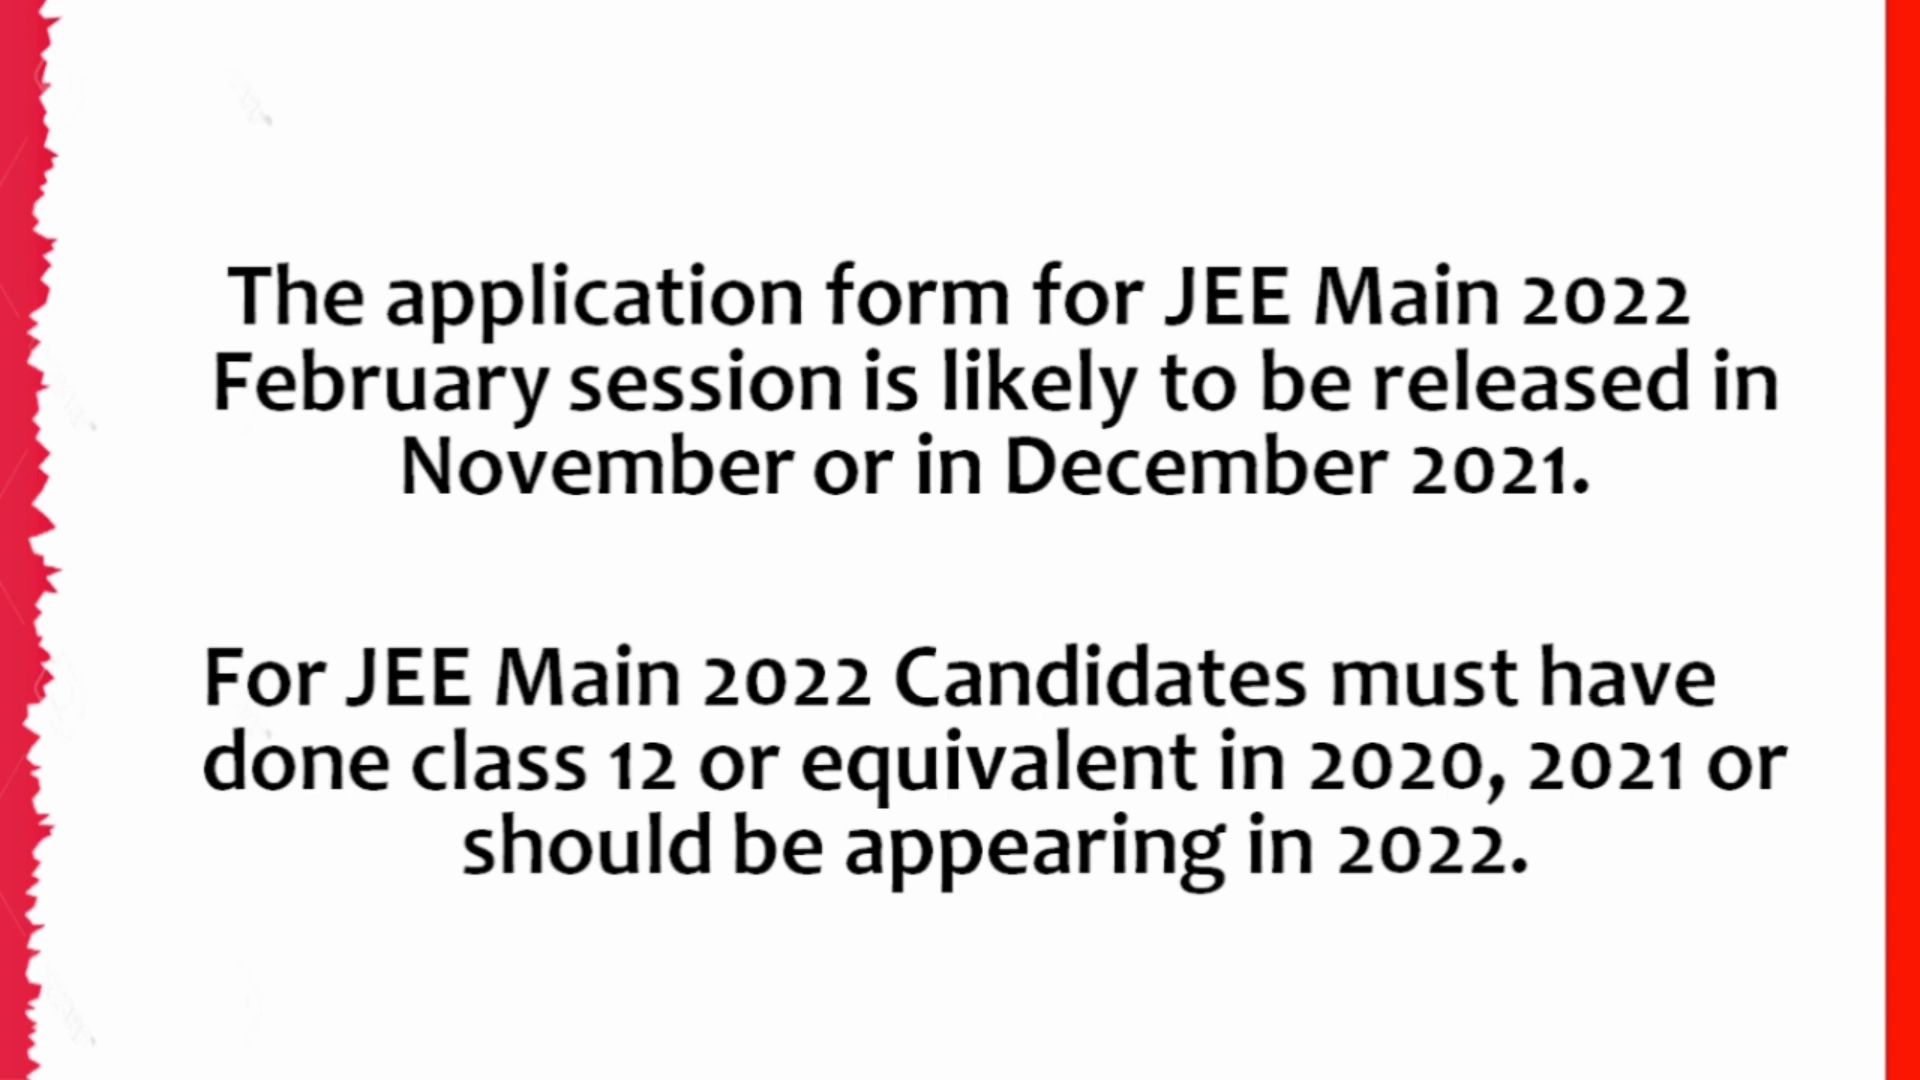 The application form for JEE Main 2022
February session is likely to be released in
November or in December 2021.
For JEE Main 2022 Candidates must have
done class 12 or equivalent in 2020, 2021 or
should be appearing in 2022.